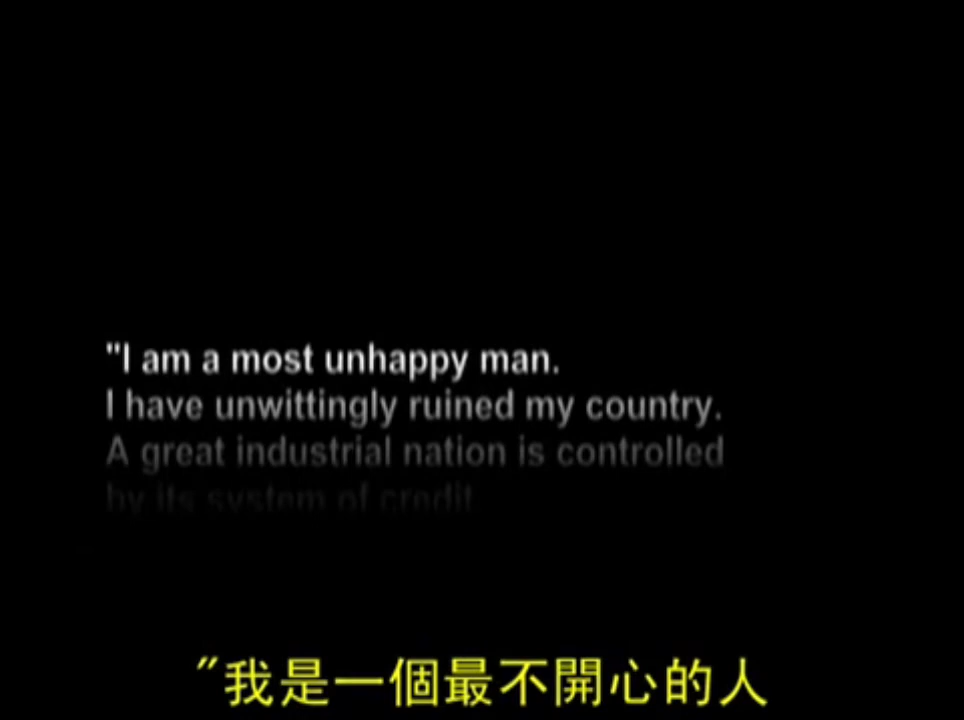 "I am a most unhappy man.
I have unwittingly ruined my country.
A great industrial nation is controlled
by its system of credit
"我是一個最不開心的人